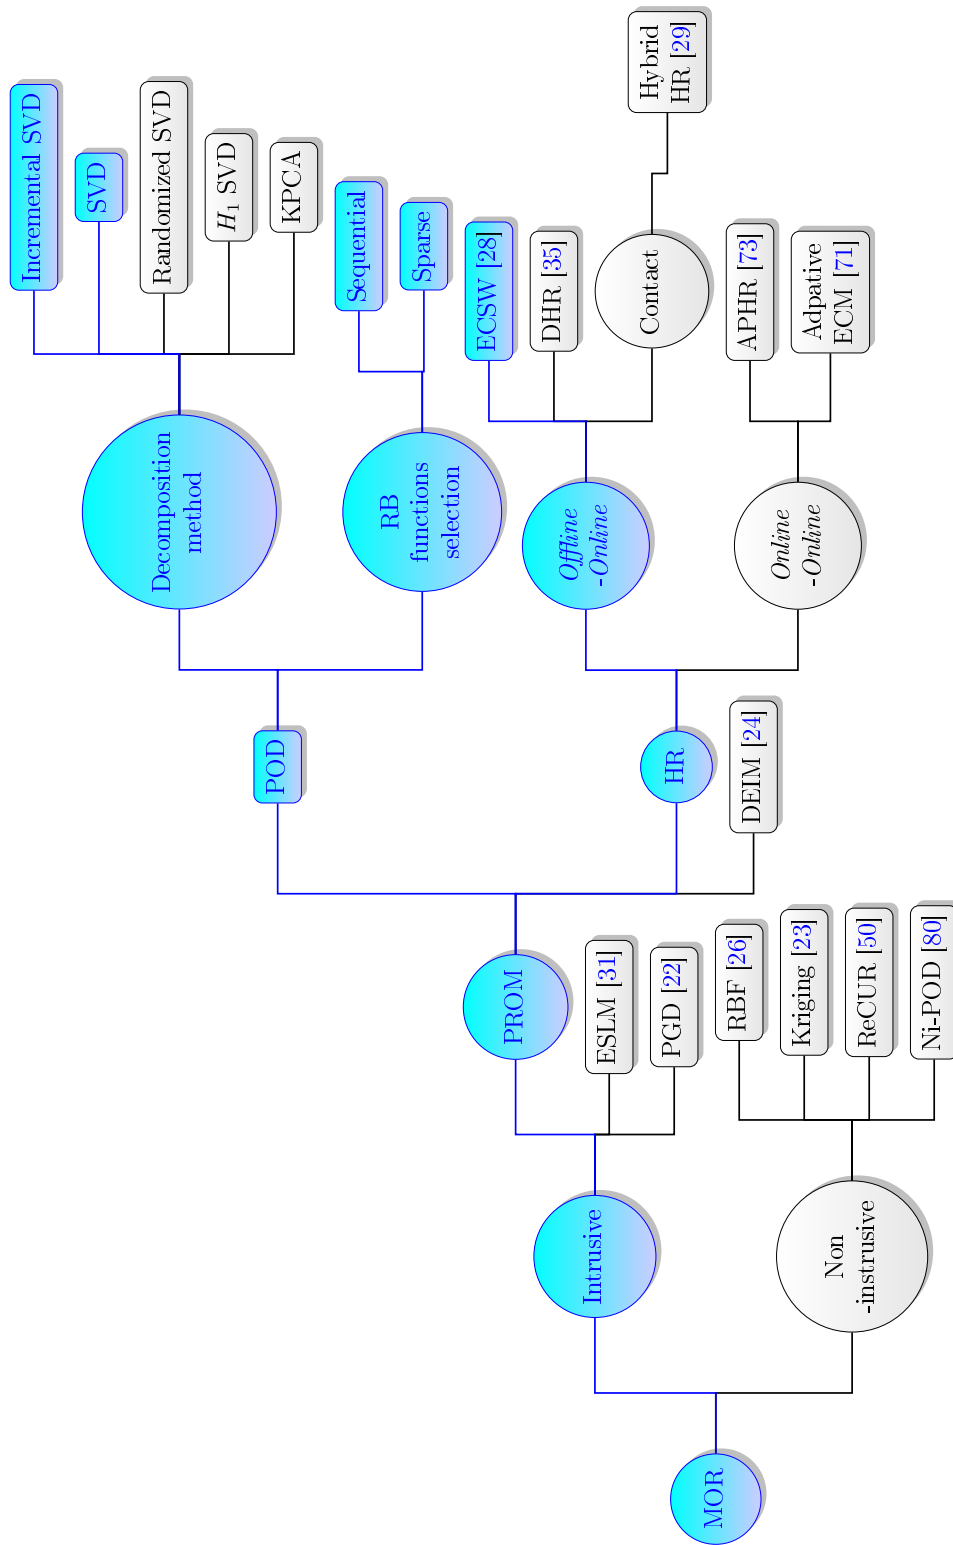 MOR
Intrusive
Non
-instrusive
PROM
ESLM [31]
PGD [22]
RBF [26]
Kriging [23]
ReCUR [50]
Ni-POD [80]
POD
HR
DEIM [24]
Decomposition
method
RB
functions
selection
Offline
-Online
Online
-Online
Incremental SVD
SVD
Randomized SVD
H₁ SVD
KPCA
Sequential
Sparse
ECSW [28]
DHR [35]
Contact
APHR [73]
Adpative
ECM [71]
Hybrid
HR [29]